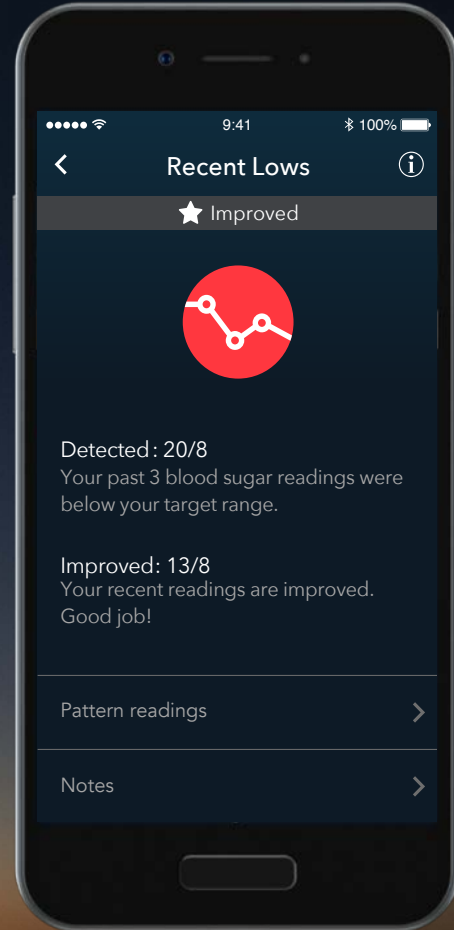 9:41
100%
Recent Lows
Improved
Detected: 20/8
Your past 3 blood sugar readings were
below your target range.
Improved: 13/8
Your recent readings are improved.
Good job!
Pattern readings
Notes